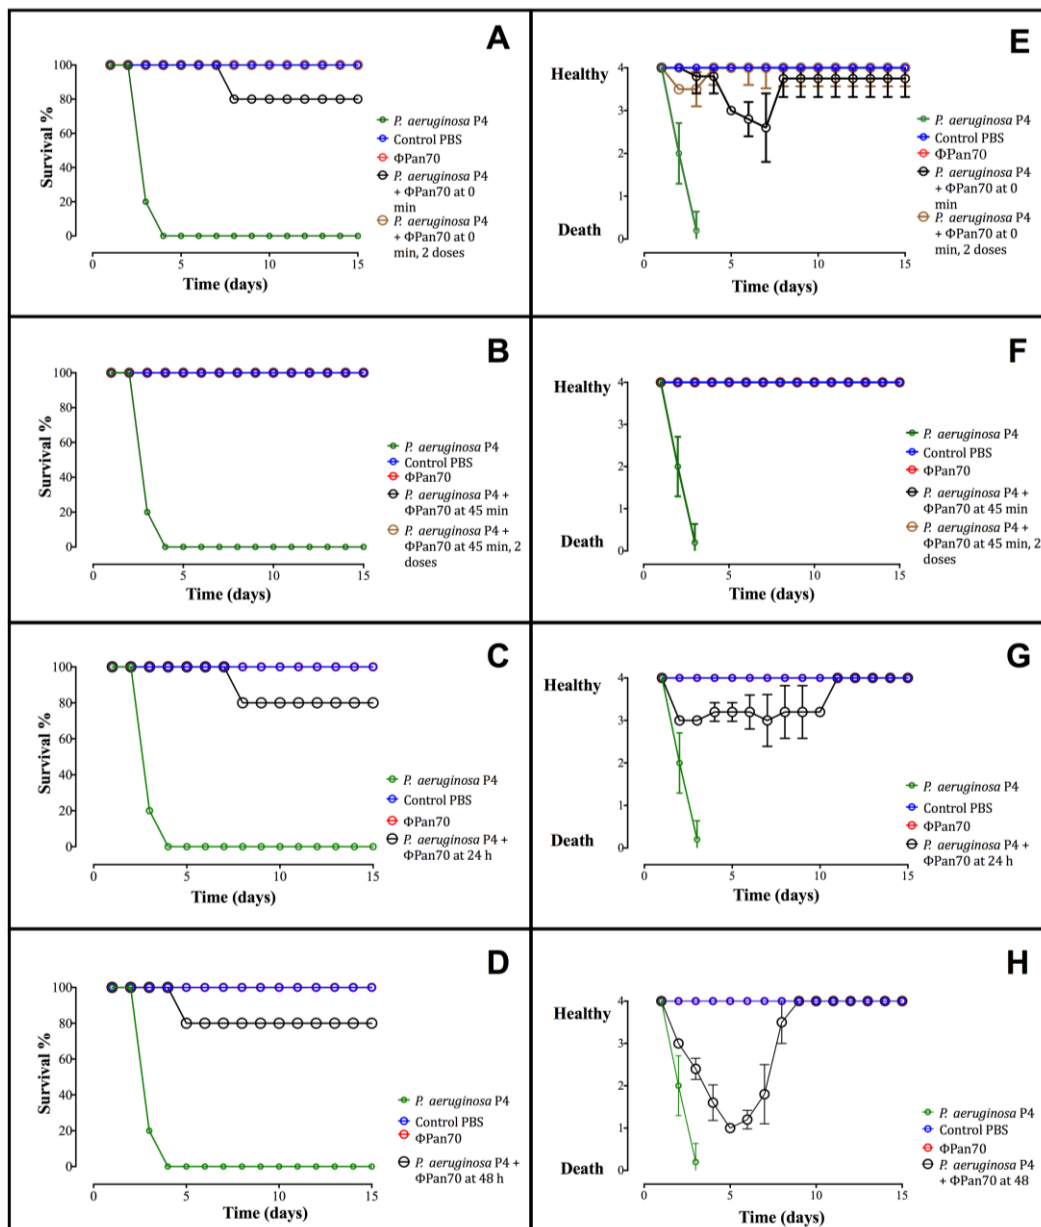 A
Survival %
100
80
60
40
20
0
0
5
10
15
Time (days)
P. aeruginosa P4
Control PBS
ΦPan70
P. aeruginosa P4
+ ΦPan70 at 0
min
P. aeruginosa P4
+ ΦPan70 at 0
min, 2 doses
E
Healthy
Death
4
3
2
1
0
0
5
10
15
Time (days)
P. aeruginosa P4
Control PBS
ΦPan70
P. aeruginosa P4
+ ΦPan70 at 0
min
P. aeruginosa P4
+ ΦPan70 at 0
min, 2 doses
B
Survival %
100
80
60
40
20
0
0
5
10
15
Time (days)
P. aeruginosa P4
Control PBS
ΦPan70
P. aeruginosa P4 +
ΦPan70 at 45 min
P. aeruginosa P4 +
ΦPan70 at 45 min, 2
doses
F
Healthy
Death
4
3
2
1
0
0
5
10
15
Time (days)
P. aeruginosa P4
Control PBS
ΦPan70
P. aeruginosa P4 +
ΦPan70 at 45 min
P. aeruginosa P4 +
ΦPan70 at 45 min, 2
doses
C
Survival %
100
80
60
40
20
0
0
5
10
15
Time (days)
P. aeruginosa P4
Control PBS
ΦPan70
P. aeruginosa P4 +
ΦPan70 at 24 h
G
Healthy
Death
4
3
2
1
0
0
5
10
15
Time (days)
P. aeruginosa P4
Control PBS
ΦPan70
P. aeruginosa P4 +
ΦPan70 at 24 h
D
Survival %
100
80
60
40
20
0
0
5
10
15
Time (days)
P. aeruginosa P4
Control PBS
ΦPan70
P. aeruginosa P4 +
ΦPan70 at 48 h
H
Healthy
Death
4
3
2
1
0
0
5
10
15
Time (days)
P. aeruginosa P4
Control PBS
ΦPan70
P. aeruginosa P4
+ ΦPan70 at 48